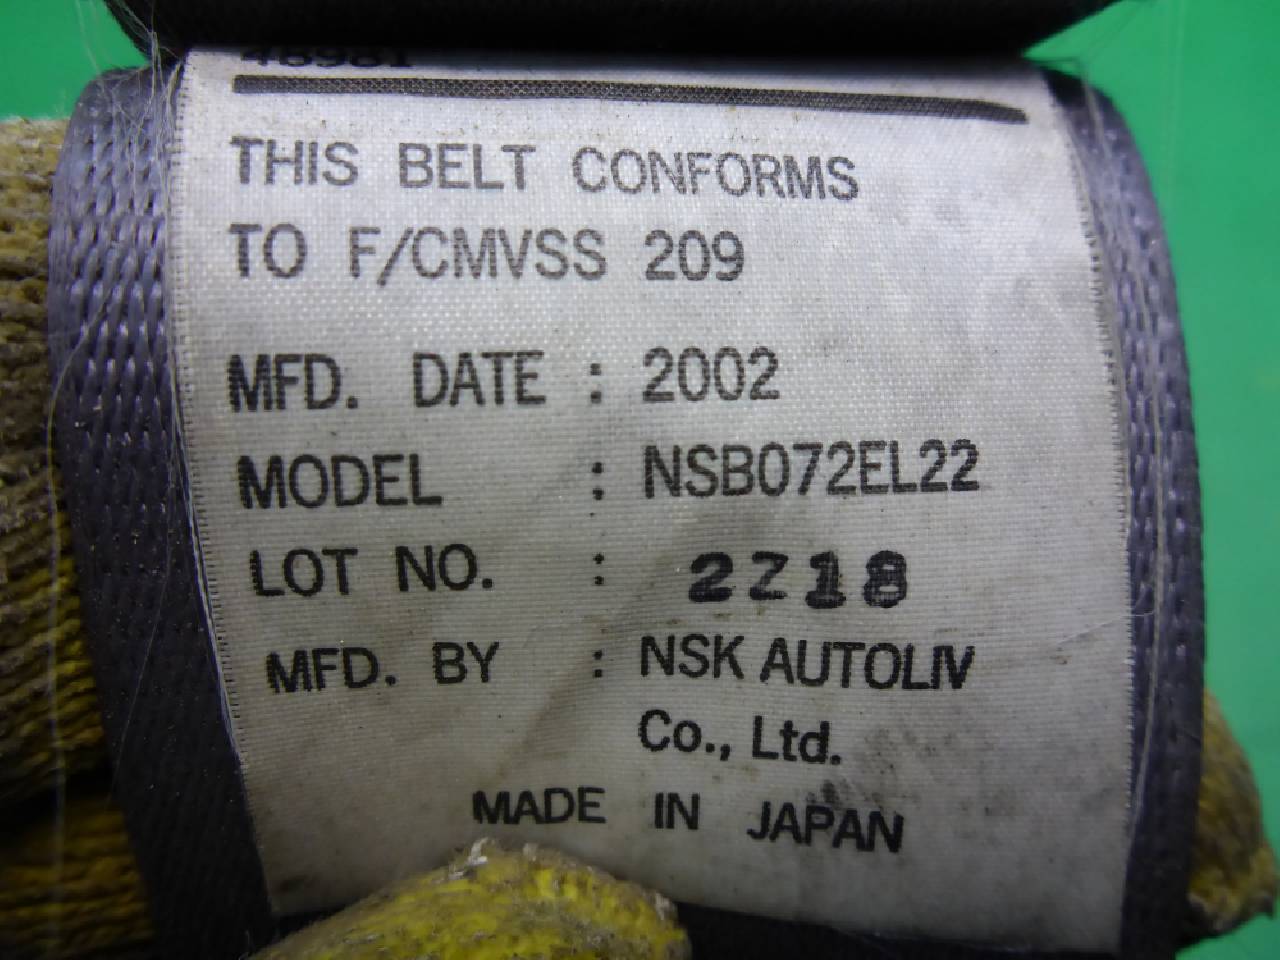 48981
THIS BELT CONFORMS
TO F/CMVSS 209
MFD. DATE : 2002
MODEL : NSB072EL22
LOT NO. : 2Z18
MFD. BY : NSK AUTOLIV
Co., Ltd.
MADE IN JAPAN